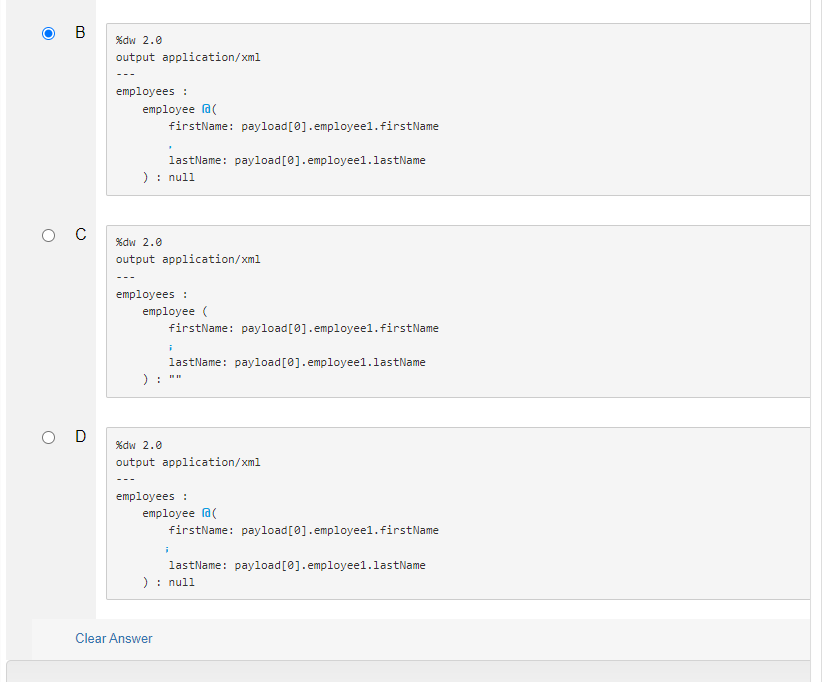 B
%dw 2.0
output application/xml
---
employees :
    employee @(
        firstName: payload[0].employee1.firstName
        ,
        lastName: payload[0].employee1.lastName
    ) : null
C
%dw 2.0
output application/xml
---
employees :
    employee (
        firstName: payload[0].employee1.firstName
        ;
        lastName: payload[0].employee1.lastName
    ) : ""
D
%dw 2.0
output application/xml
---
employees :
    employee @(
        firstName: payload[0].employee1.firstName
        ;
        lastName: payload[0].employee1.lastName
    ) : null
Clear Answer